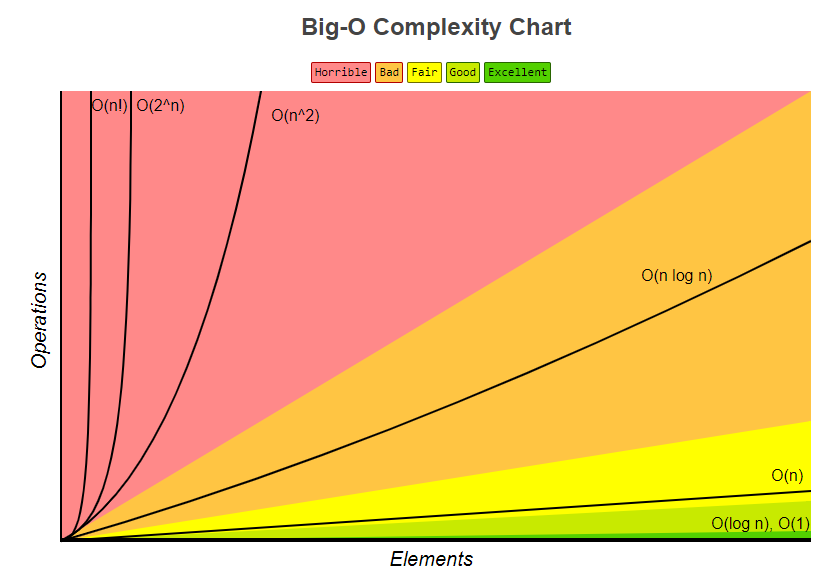 Big-O Complexity Chart
Horrible Bad Fair Good Excellent
O(n!) O(2^n)
O(n^2)
O(n log n)
Operations
O(n)
O(log n), O(1)
Elements